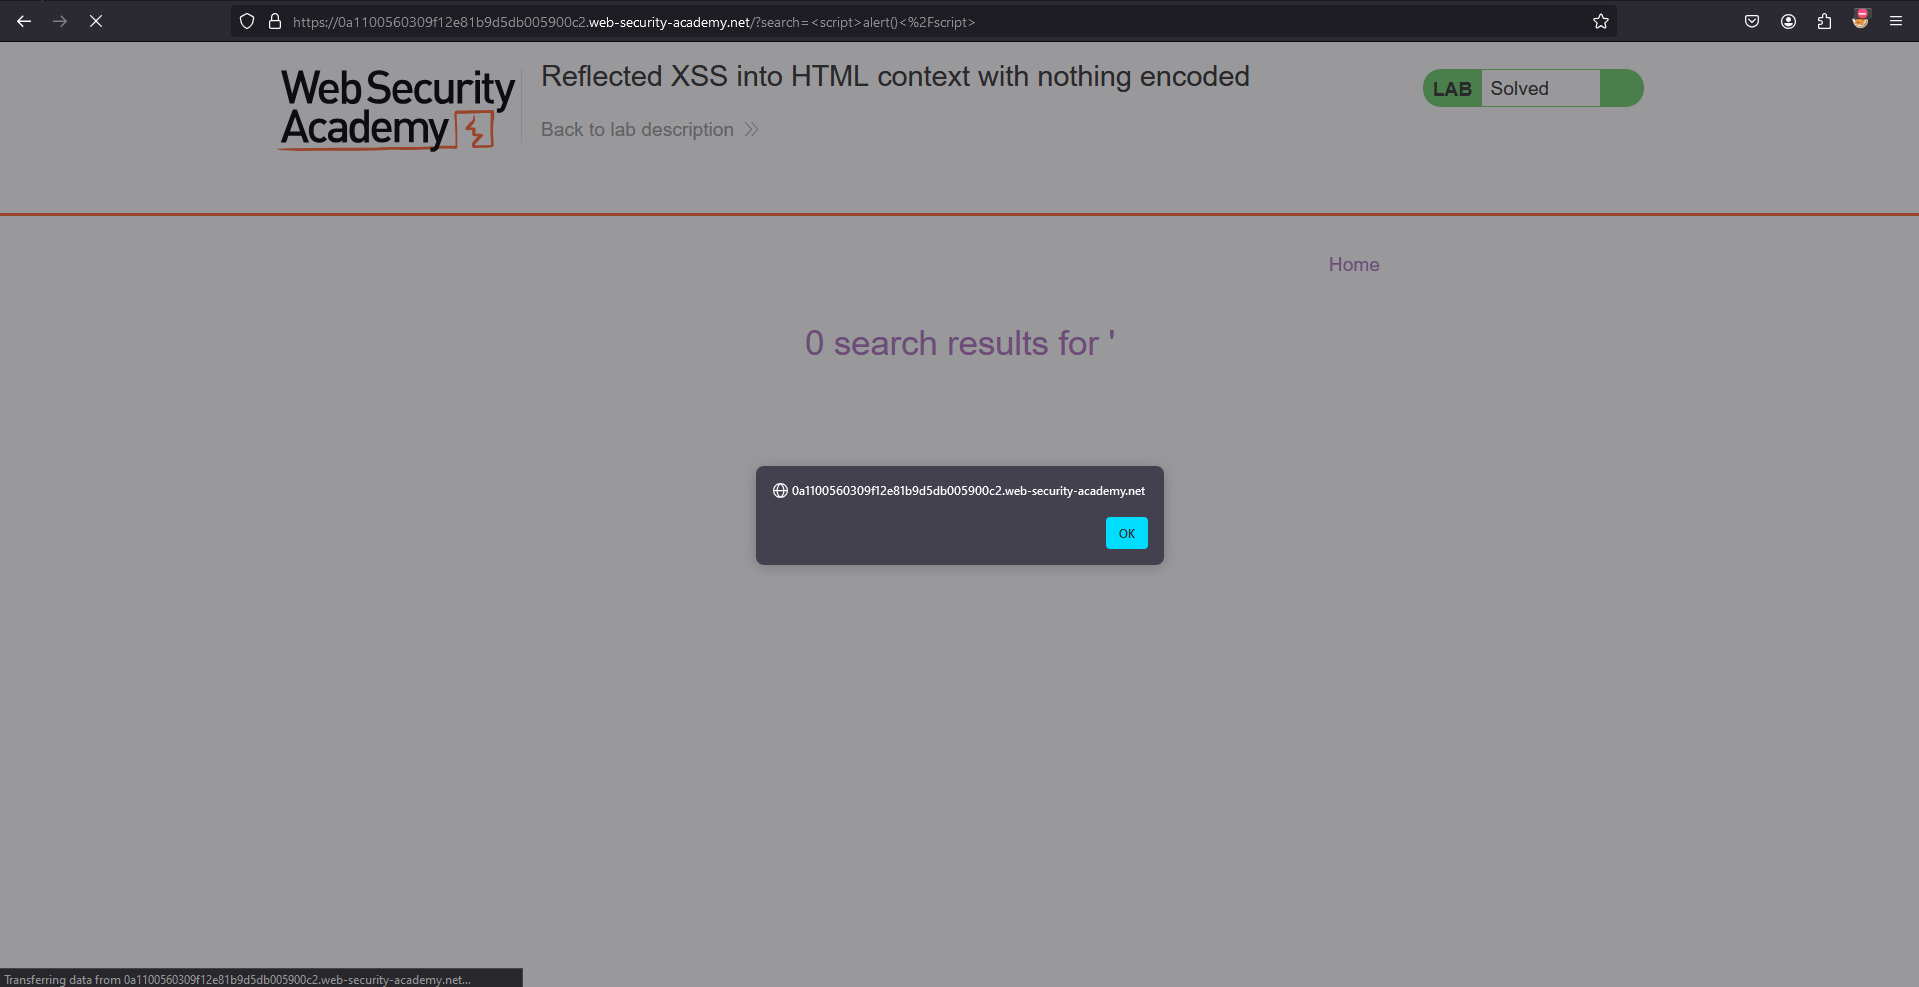 https://0a1100560309f12e81b9d5db005900c2.web-security-academy.net/?search=<script>alert()<%2Fscript>
Web Security
Academy
Reflected XSS into HTML context with nothing encoded
Back to lab description
LAB Solved
Home
0 search results for '
0a1100560309f12e81b9d5db005900c2.web-security-academy.net
OK
Transferring data from 0a1100560309f12e81b9d5db005900c2.web-security-academy.net...